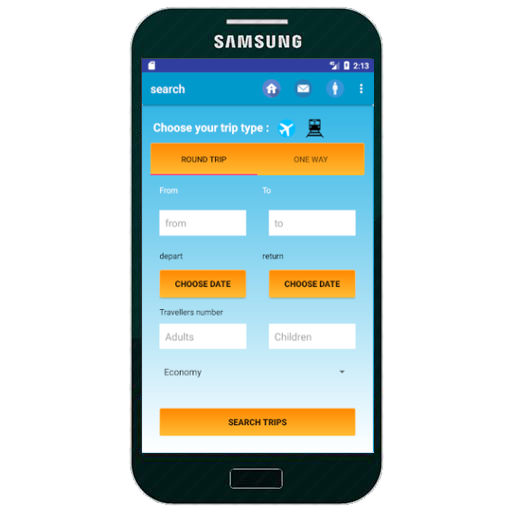 SAMSUNG
2:13
search
Choose your trip type :
ROUND TRIP ONE WAY
From To
from to
depart return
CHOOSE DATE CHOOSE DATE
Travellers number
Adults Children
Economy
SEARCH TRIPS